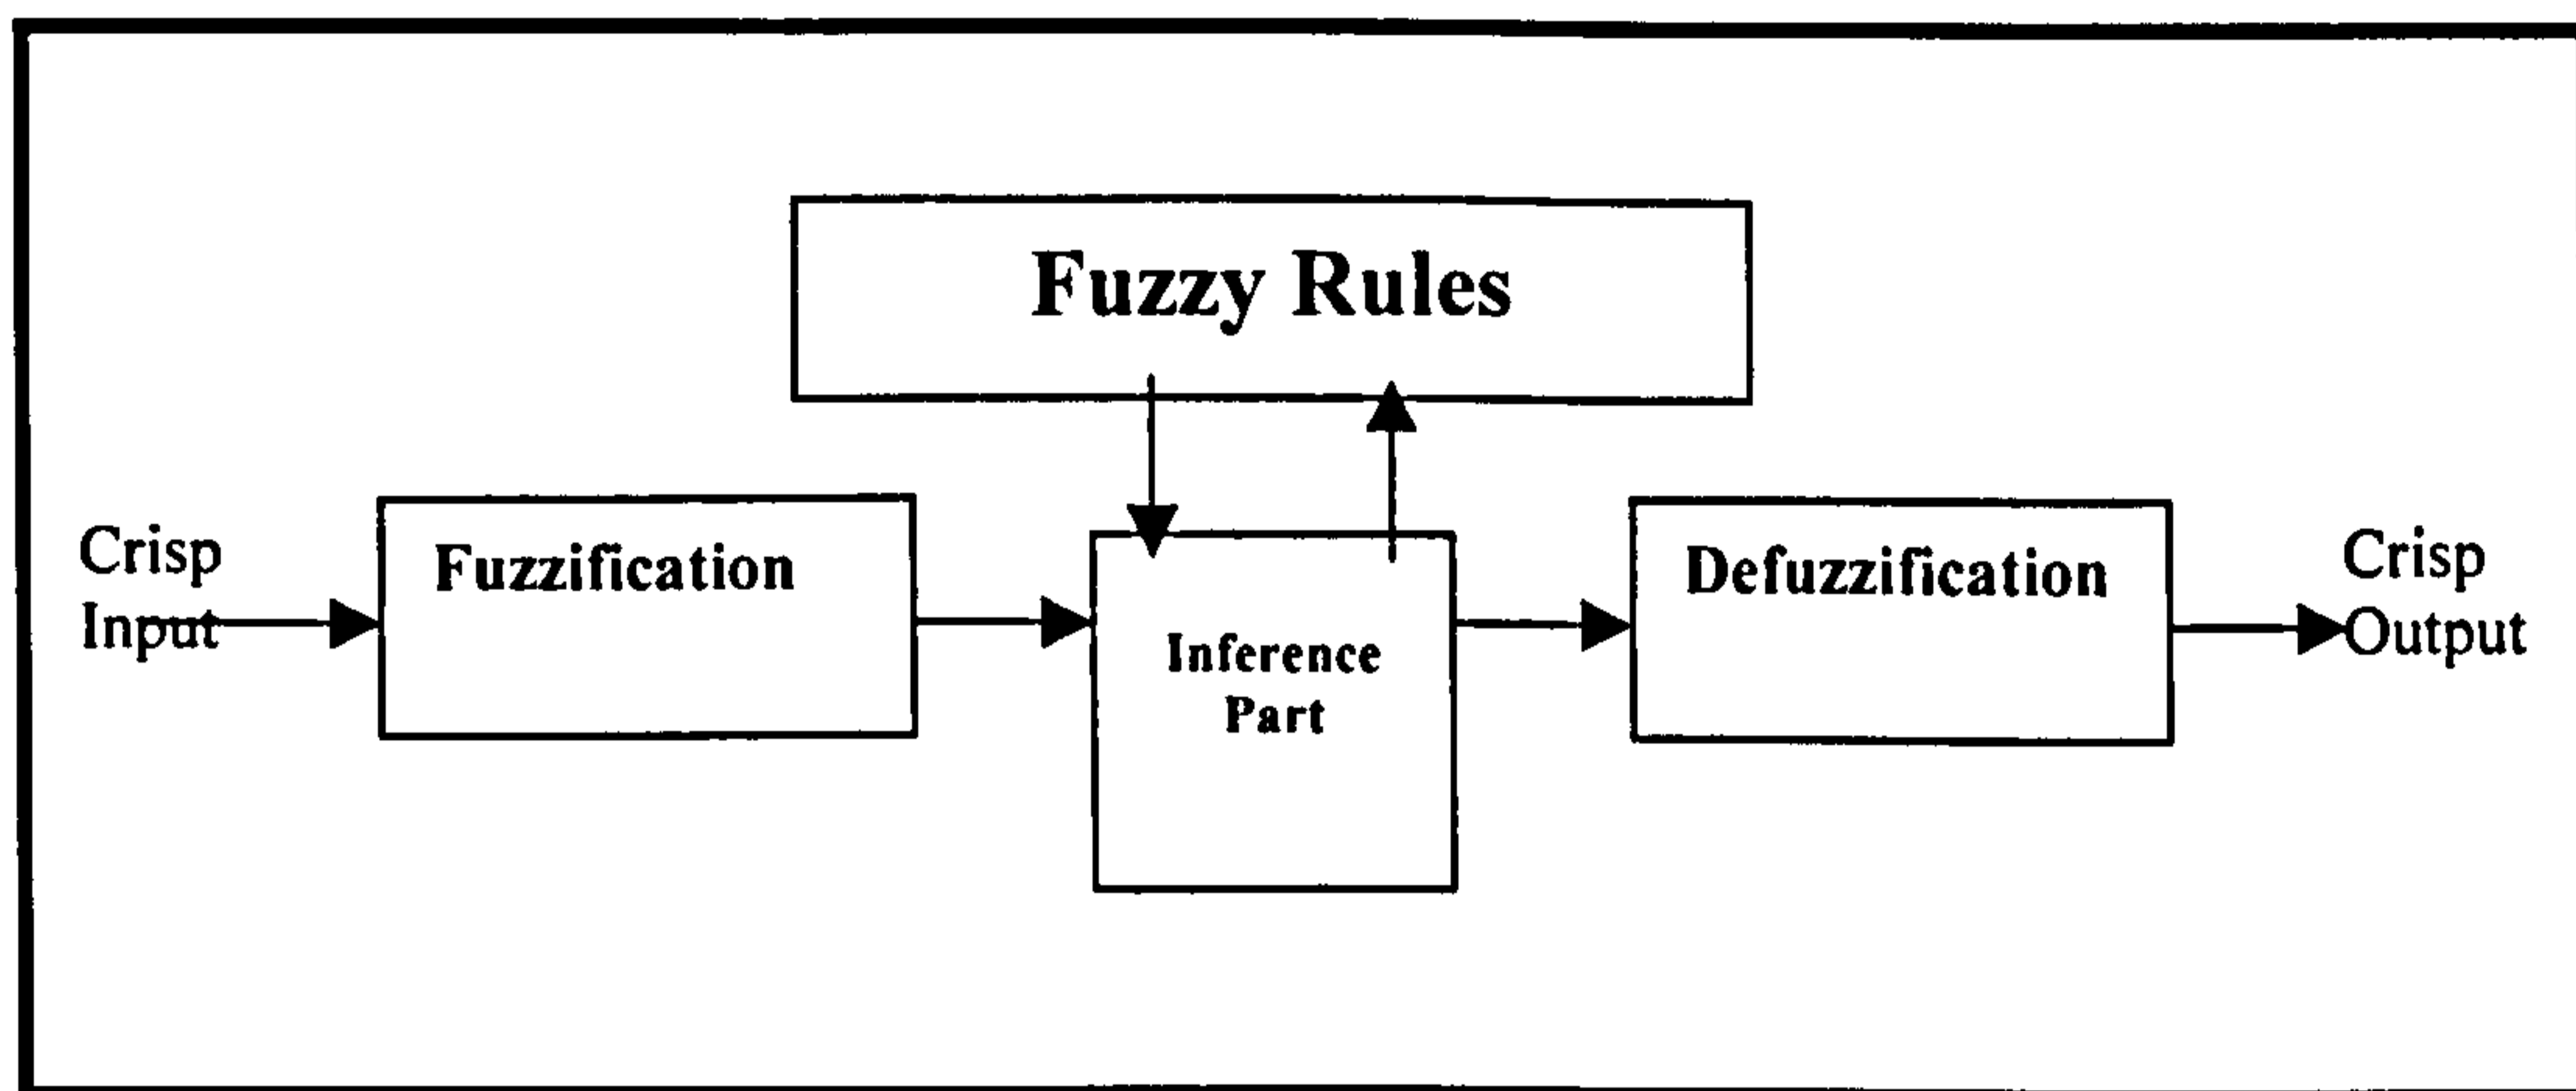 Fuzzy Rules
Crisp
Input
Fuzzification
Inference
Part
Defuzzification
Crisp
Output